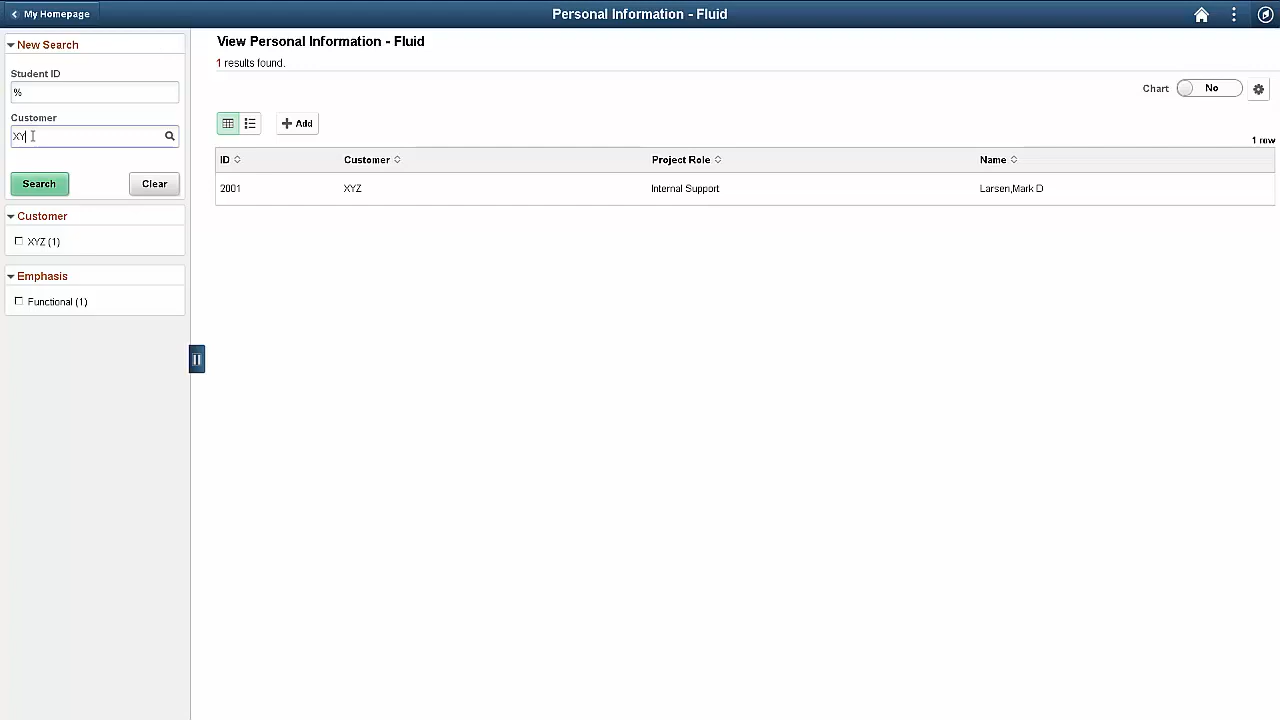 My Homepage
Personal Information - Fluid
New Search
Student ID
%
Customer
XY
Search Clear
Customer
XYZ (1)
Emphasis
Functional (1)
View Personal Information - Fluid
1 results found.
Chart No
Add
1 row
ID Customer Project Role Name
2001 XYZ Internal Support Larsen,Mark D